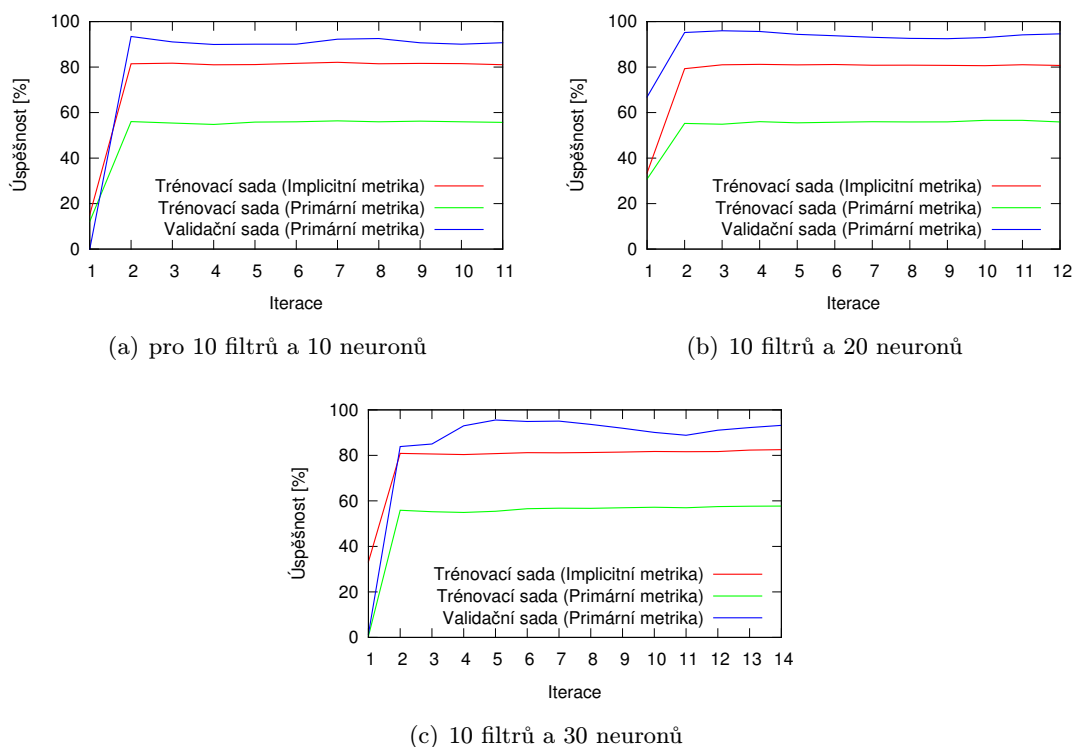 100
80
60
40
20
0
Úspěšnost [%]
Trénovací sada (Implicitní metrika)
Trénovací sada (Primární metrika)
Validační sada (Primární metrika)
1 2 3 4 5 6 7 8 9 10 11
Iterace
(a) pro 10 filtrů a 10 neuronů
100
80
60
40
20
0
Úspěšnost [%]
Trénovací sada (Implicitní metrika)
Trénovací sada (Primární metrika)
Validační sada (Primární metrika)
1 2 3 4 5 6 7 8 9 10 11 12
Iterace
(b) 10 filtrů a 20 neuronů
100
80
60
40
20
0
Úspěšnost [%]
Trénovací sada (Implicitní metrika)
Trénovací sada (Primární metrika)
Validační sada (Primární metrika)
1 2 3 4 5 6 7 8 9 10 11 12 13 14
Iterace
(c) 10 filtrů a 30 neuronů